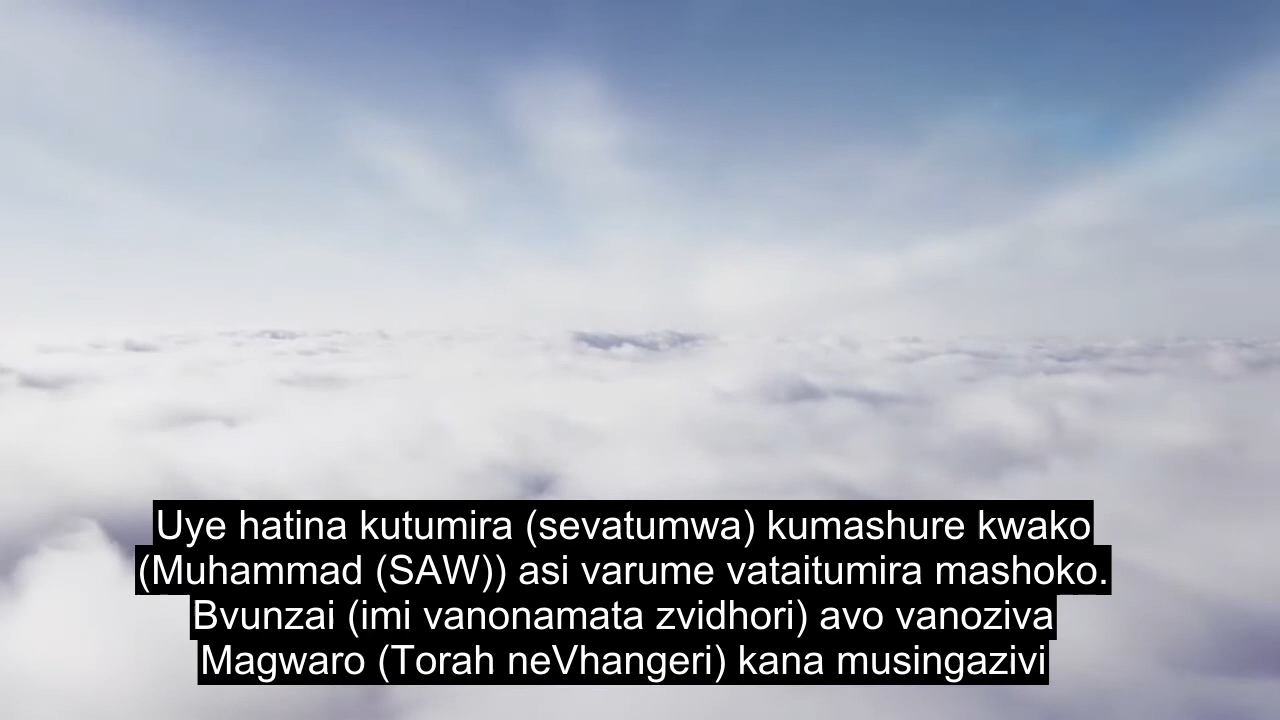 Uye hatina kutumira (sevatumwa) kumashure kwako
(Muhammad (SAW)) asi varume vataitumira mashoko.
Bvunzai (imi vanonamata zvidhori) avo vanoziva
Magwaro (Torah neVhangeri) kana musingazivi